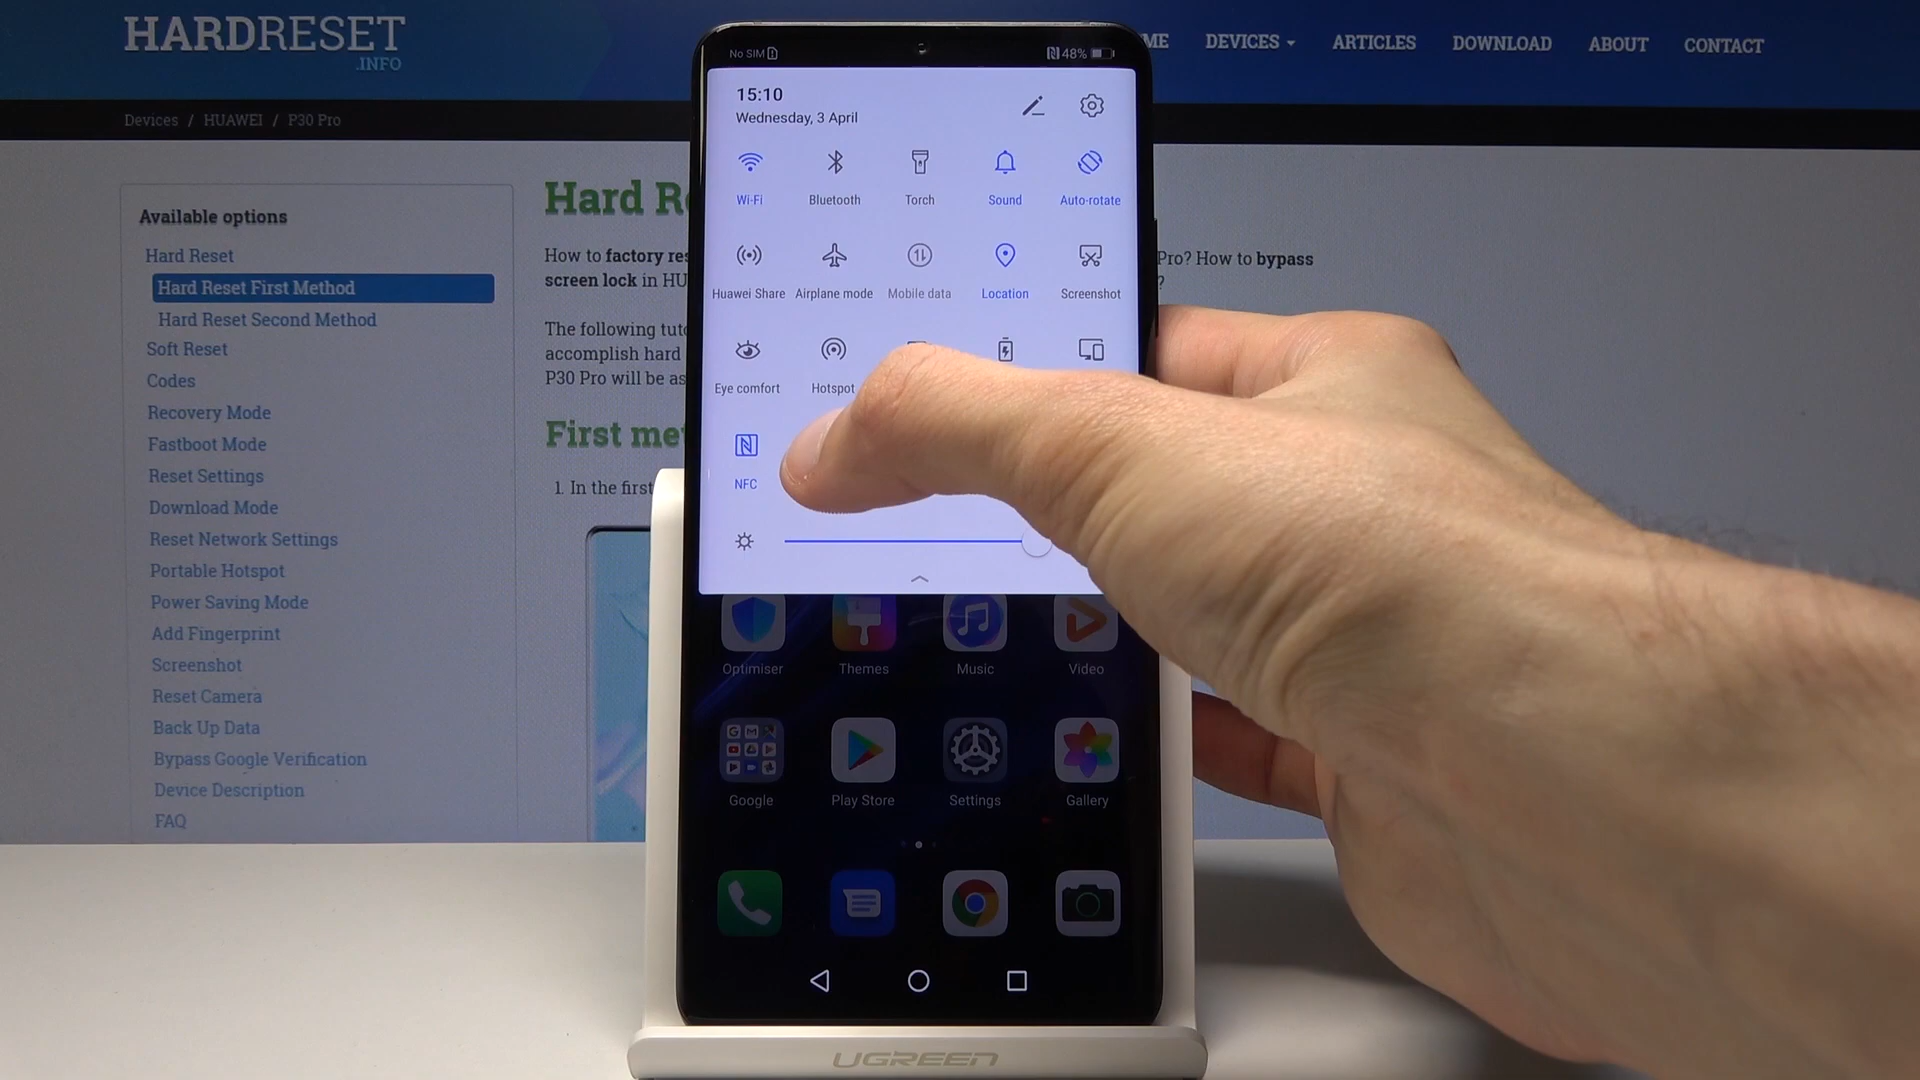 HARDRESET
.INFO
ME
DEVICES
ARTICLES
DOWNLOAD
ABOUT
CONTACT
Devices / HUAWEI / P30 Pro
Available options
Hard Reset
Hard Reset First Method
Hard Reset Second Method
Soft Reset
Codes
Recovery Mode
Fastboot Mode
Reset Settings
Download Mode
Reset Network Settings
Portable Hotspot
Power Saving Mode
Add Fingerprint
Screenshot
Reset Camera
Back Up Data
Bypass Google Verification
Device Description
FAQ
Hard R
How to factory re
Pro? How to bypass
screen lock in HU
?
The following tut
accomplish hard
P30 Pro will be as
First me
1. In the first
No SIM
48%
15:10
Wednesday, 3 April
Wi-Fi
Bluetooth
Torch
Sound
Auto-rotate
Huawei Share
Airplane mode
Mobile data
Location
Screenshot
Eye comfort
Hotspot
NFC
Optimiser
Themes
Music
Video
Google
Play Store
Settings
Gallery
UGREEN